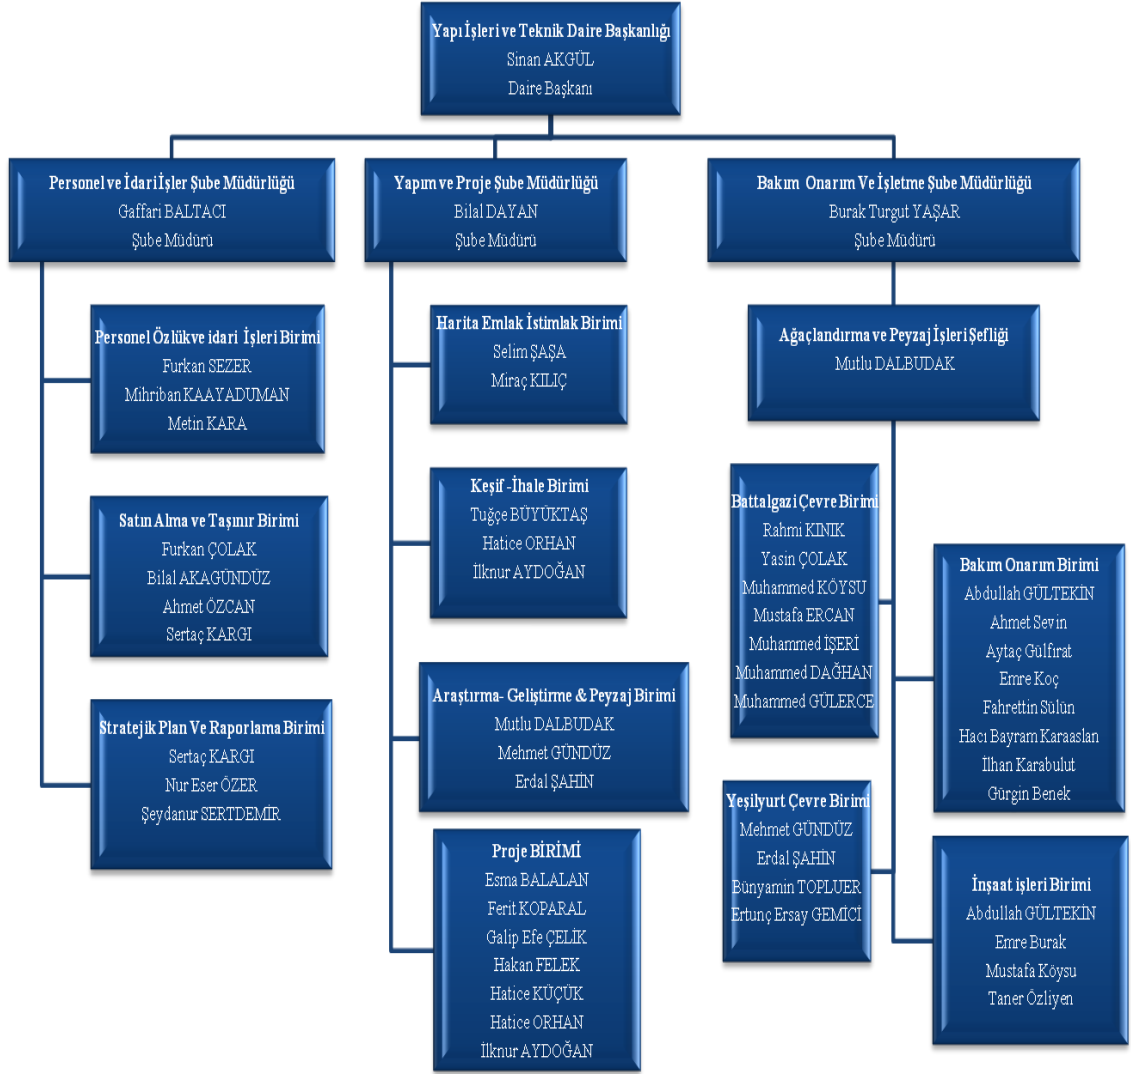 Yapı İşleri ve Teknik Daire Başkanlığı
Sinan AKGÜL
Daire Başkanı
Personel ve İdari İşler Şube Müdürlüğü
Gaffari BALTACI
Şube Müdürü
Yapım ve Proje Şube Müdürlüğü
Bilal DAYAN
Şube Müdürü
Bakım Onarım Ve İşletme Şube Müdürlüğü
Burak Turgut YAŞAR
Şube Müdürü
Personel Özlük ve idari İşleri Birimi
Furkan SEZER
Mihriban KAAYADUMAN
Metin KARA
Satın Alma ve Taşınır Birimi
Furkan ÇOLAK
Bilal AKAGÜNDÜZ
Ahmet ÖZCAN
Sertaç KARGI
Stratejik Plan Ve Raporlama Birimi
Sertaç KARGI
Nur Eser ÖZER
Şeydanur SERTDEMİR
Harita Emlak İstimlak Birimi
Selim ŞAŞA
Miraç KILIÇ
Keşif -İhale Birimi
Tuğçe BÜYÜKTAŞ
Hatice ORHAN
İlknur AYDOĞAN
Araştırma- Geliştirme & Peyzaj Birimi
Mutlu DALBUDAK
Mehmet GÜNDÜZ
Erdal ŞAHİN
Proje BİRİMİ
Esma BALALAN
Ferit KOPARAL
Galip Efe ÇELİK
Hakan FELEK
Hatice KÜÇÜK
Hatice ORHAN
İlknur AYDOĞAN
Ağaçlandırma ve Peyzaj İşleri Şefliği
Mutlu DALBUDAK
Battalgazi Çevre Birimi
Rahmi KINIK
Yasin ÇOLAK
Muhammed KÖYSU
Mustafa ERCAN
Muhammed İŞERİ
Muhammed DAĞHAN
Muhammed GÜLERCE
Yeşilyurt Çevre Birimi
Mehmet GÜNDÜZ
Erdal ŞAHİN
Bünyamin TOPLUER
Ertunç Ersay GEMİCİ
Bakım Onarım Birimi
Abdullah GÜLTEKİN
Ahmet Sevin
Aytaç Gülfırat
Emre Koç
Fahrettin Sülün
Hacı Bayram Karaaslan
İlhan Karabulut
Gürgin Benek
İnşaat işleri Birimi
Abdullah GÜLTEKİN
Emre Burak
Mustafa Köysu
Taner Özliyen